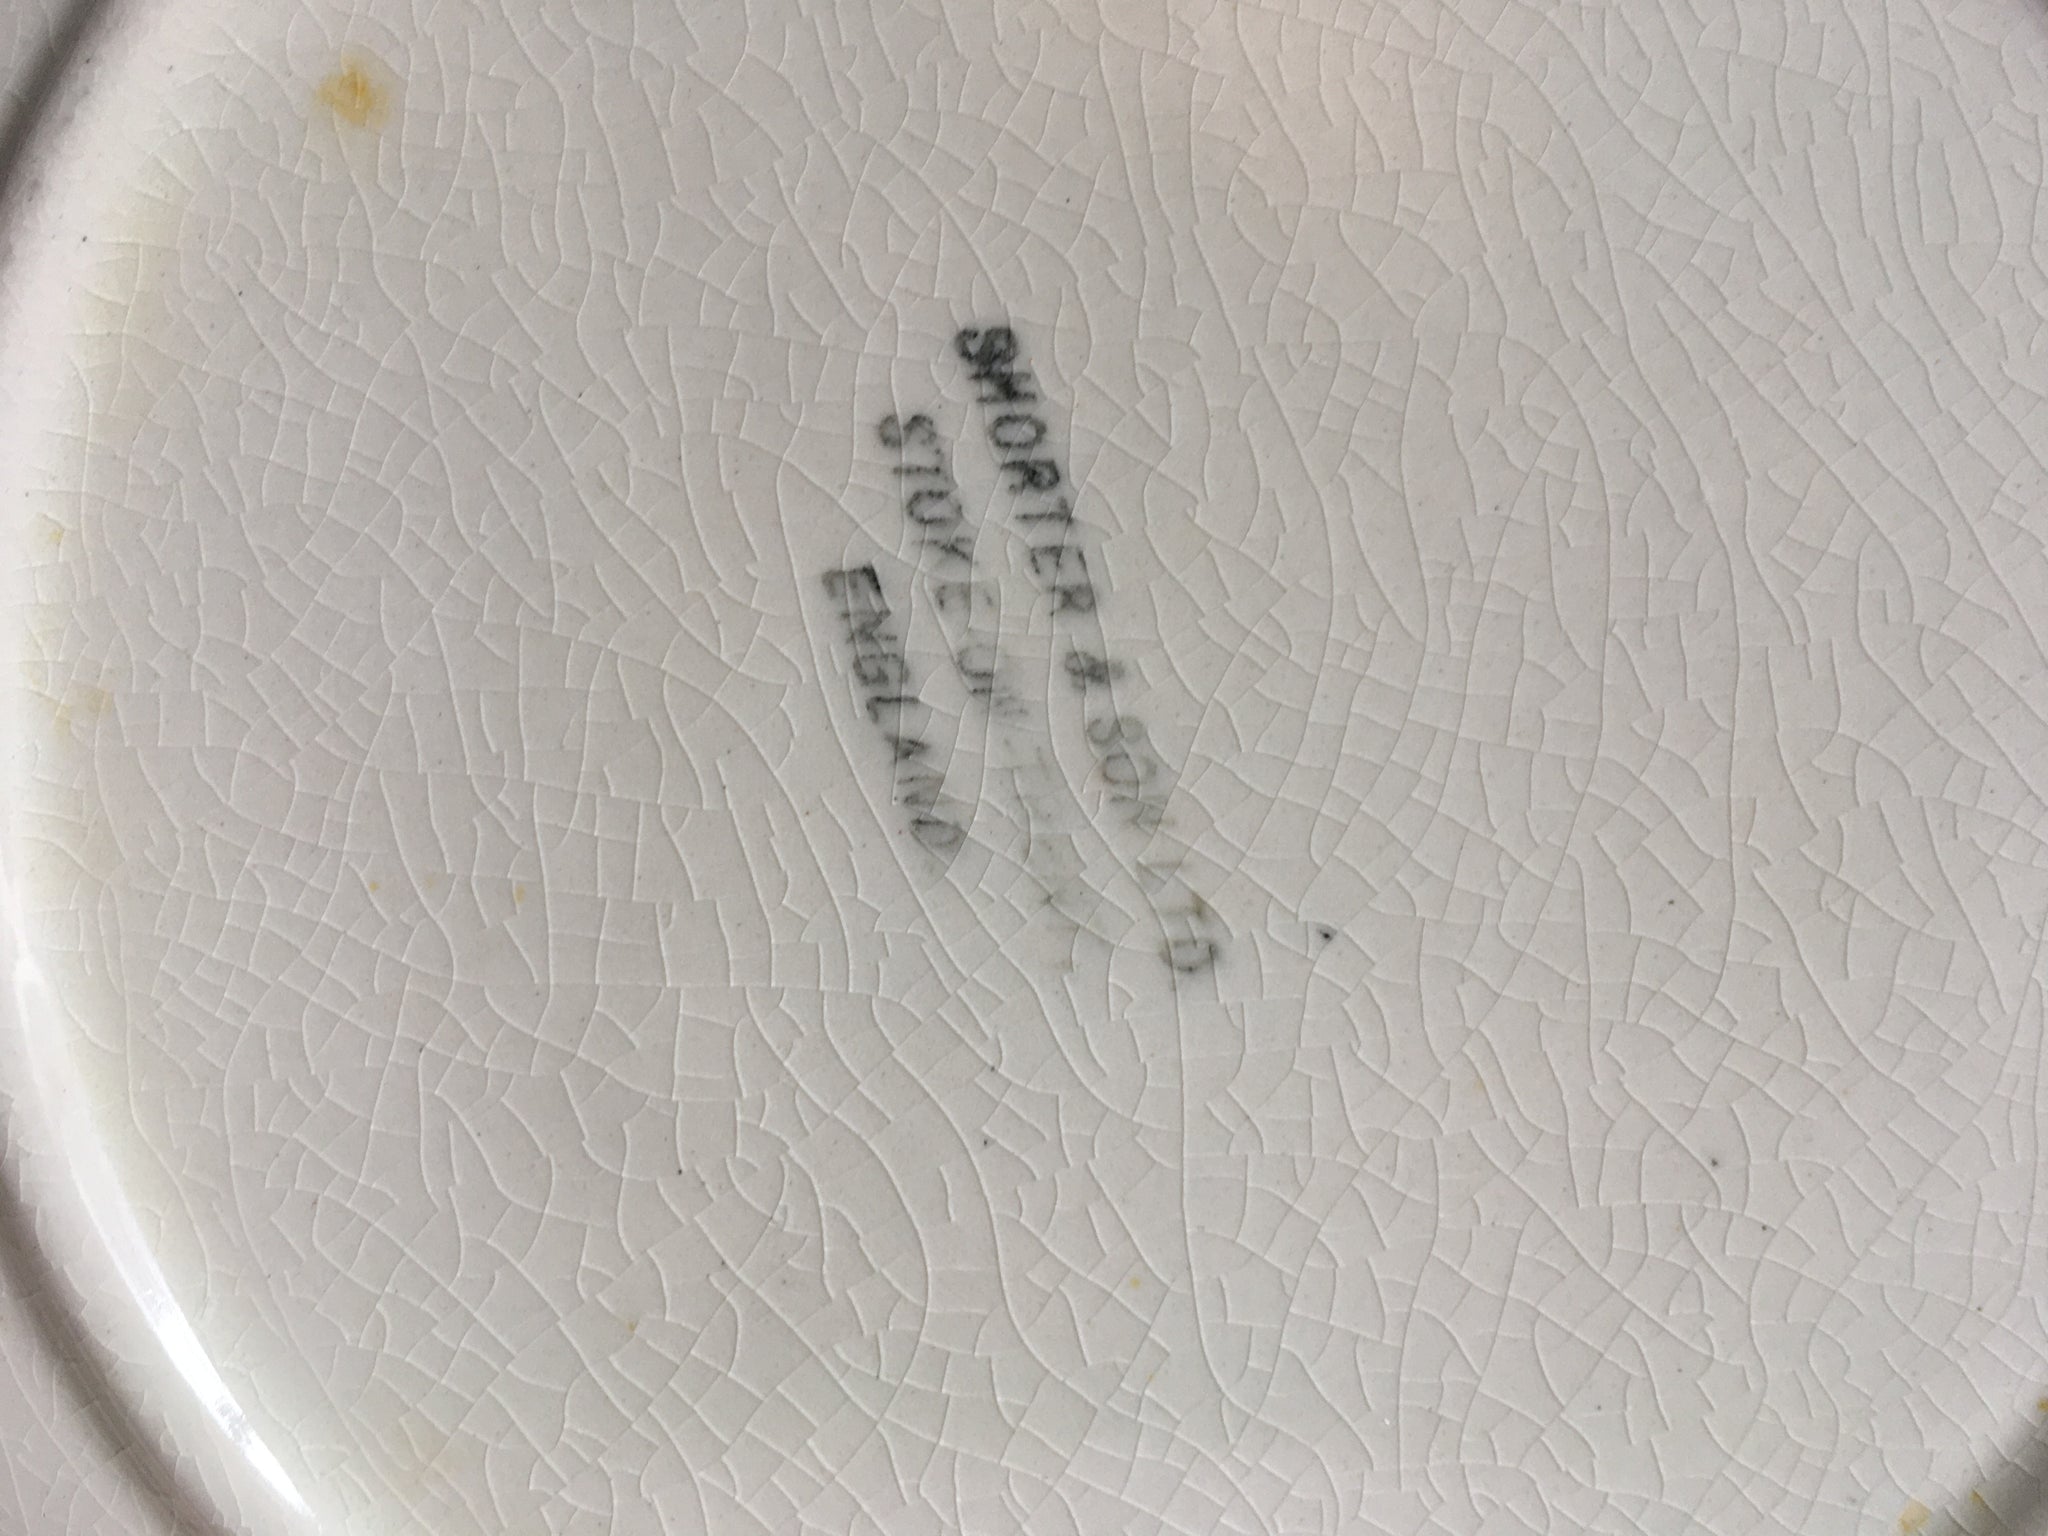 SHORTER & SON LTD
STOKE ON TRENT
ENGLAND